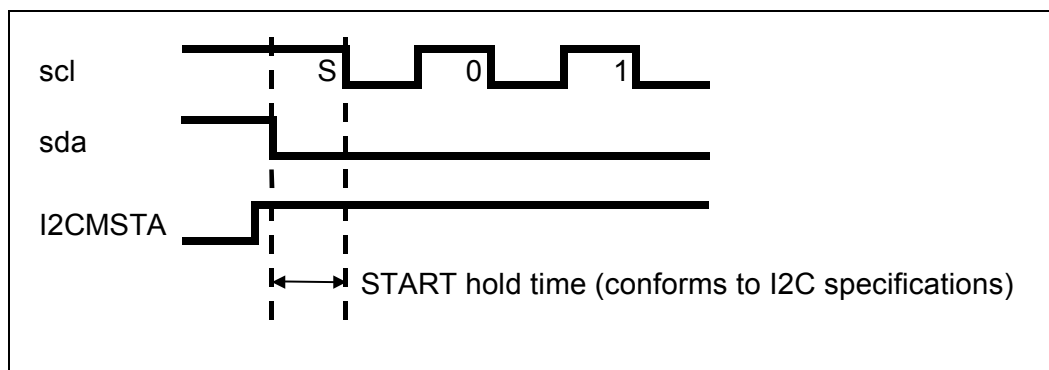 scl S 0 1
sda
I2CMSTA
START hold time (conforms to I2C specifications)